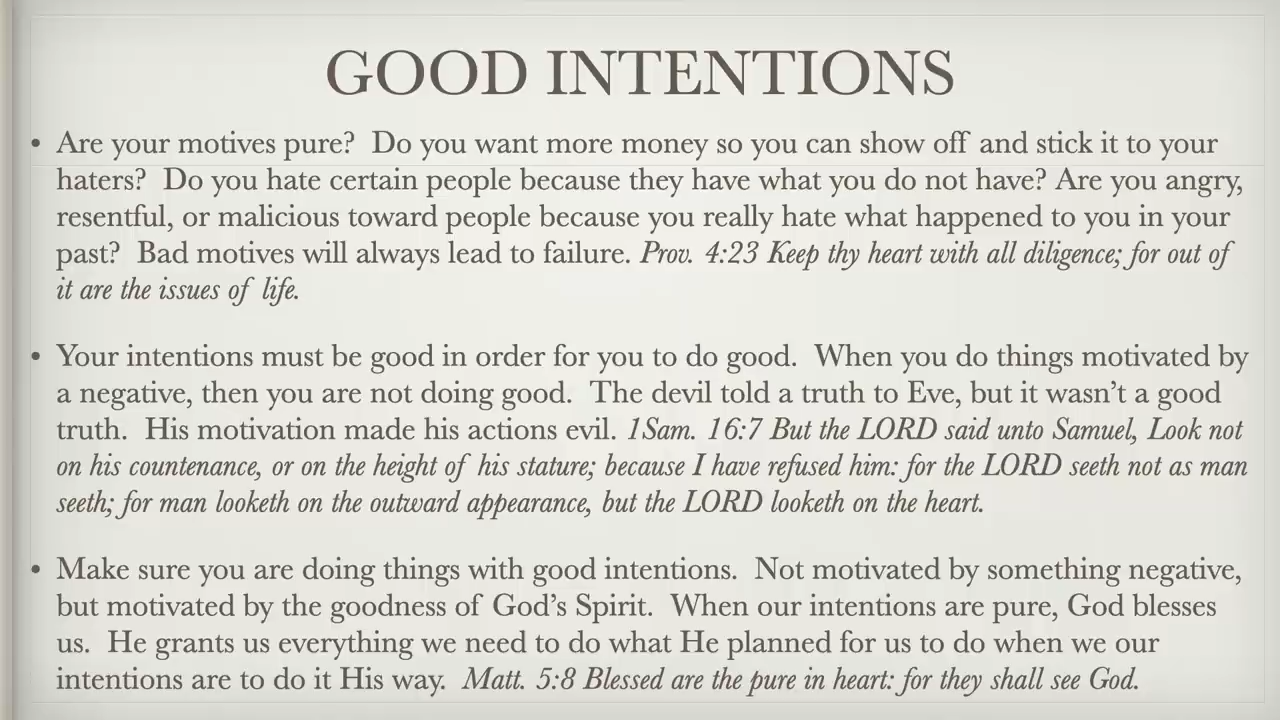 GOOD INTENTIONS
• Are your motives pure?  Do you want more money so you can show off and stick it to your
haters?  Do you hate certain people because they have what you do not have? Are you angry,
resentful, or malicious toward people because you really hate what happened to you in your
past?  Bad motives will always lead to failure. Prov. 4:23 Keep thy heart with all diligence; for out of
it are the issues of life.
• Your intentions must be good in order for you to do good.  When you do things motivated by
a negative, then you are not doing good.  The devil told a truth to Eve, but it wasn’t a good
truth.  His motivation made his actions evil. 1Sam. 16:7 But the LORD said unto Samuel, Look not
on his countenance, or on the height of his stature; because I have refused him: for the LORD seeth not as man
seeth; for man looketh on the outward appearance, but the LORD looketh on the heart.
• Make sure you are doing things with good intentions.  Not motivated by something negative,
but motivated by the goodness of God’s Spirit.  When our intentions are pure, God blesses
us.  He grants us everything we need to do what He planned for us to do when we our
intentions are to do it His way.  Matt. 5:8 Blessed are the pure in heart: for they shall see God.